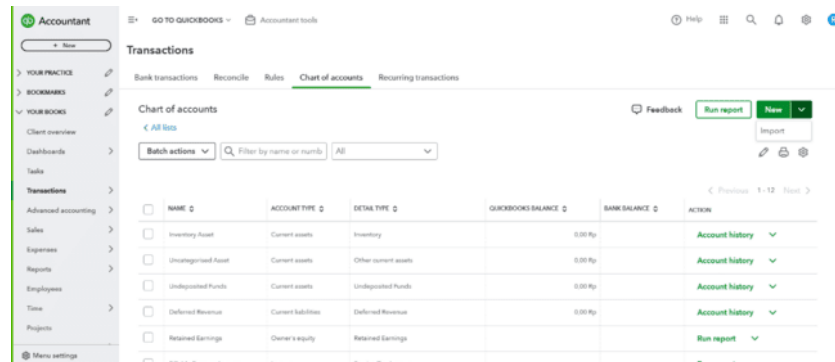 Accountant
GO TO QUICKBOOKS
Accountant tools
Help
+ New
Transactions
YOUR PRACTICE
BOOKMARKS
YOUR BOOKS
Client overview
Dashboards
Tasks
Transactions
Advanced accounting
Sales
Expenses
Reports
Employees
Time
Projects
Menu settings
Bank transactions Reconcile Rules Chart of accounts Recurring transactions
Chart of accounts
Feedback Run report New
< All lists
Import
Batch actions Filter by name or numb All
< Previous 1-12 Next >
NAME ACCOUNT TYPE DETAIL TYPE QUICKBOOKS BALANCE BANK BALANCE ACTION
Inventory Asset Current assets Inventory 0.00 Rp Account history
Uncategorised Asset Current assets Other current assets 0.00 Rp Account history
Undeposited Funds Current assets Undeposited Funds 0.00 Rp Account history
Deferred Revenue Current liabilities Deferred Revenue 0.00 Rp Account history
Retained Earnings Owner's equity Retained Earnings Run report